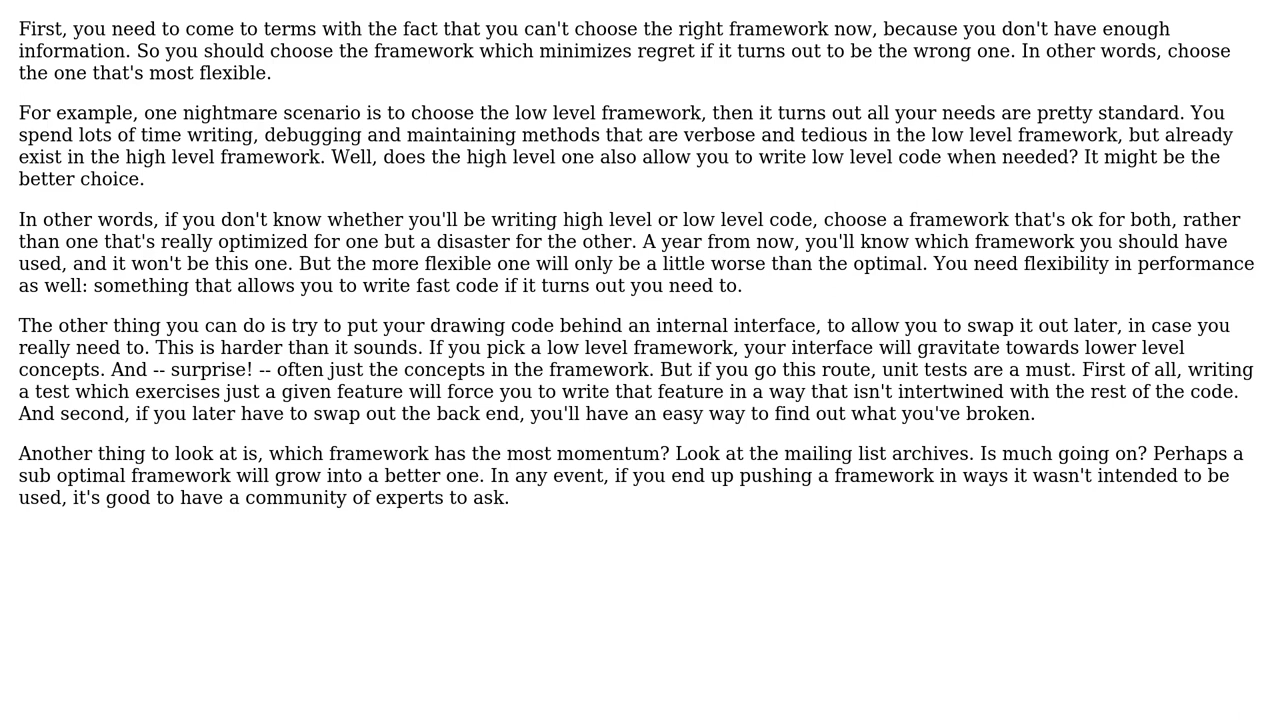 First, you need to come to terms with the fact that you can't choose the right framework now, because you don't have enough
information. So you should choose the framework which minimizes regret if it turns out to be the wrong one. In other words, choose
the one that's most flexible.
For example, one nightmare scenario is to choose the low level framework, then it turns out all your needs are pretty standard. You
spend lots of time writing, debugging and maintaining methods that are verbose and tedious in the low level framework, but already
exist in the high level framework. Well, does the high level one also allow you to write low level code when needed? It might be the
better choice.
In other words, if you don't know whether you'll be writing high level or low level code, choose a framework that's ok for both, rather
than one that's really optimized for one but a disaster for the other. A year from now, you'll know which framework you should have
used, and it won't be this one. But the more flexible one will only be a little worse than the optimal. You need flexibility in performance
as well: something that allows you to write fast code if it turns out you need to.
The other thing you can do is try to put your drawing code behind an internal interface, to allow you to swap it out later, in case you
really need to. This is harder than it sounds. If you pick a low level framework, your interface will gravitate towards lower level
concepts. And -- surprise! -- often just the concepts in the framework. But if you go this route, unit tests are a must. First of all, writing
a test which exercises just a given feature will force you to write that feature in a way that isn't intertwined with the rest of the code.
And second, if you later have to swap out the back end, you'll have an easy way to find out what you've broken.
Another thing to look at is, which framework has the most momentum? Look at the mailing list archives. Is much going on? Perhaps a
sub optimal framework will grow into a better one. In any event, if you end up pushing a framework in ways it wasn't intended to be
used, it's good to have a community of experts to ask.